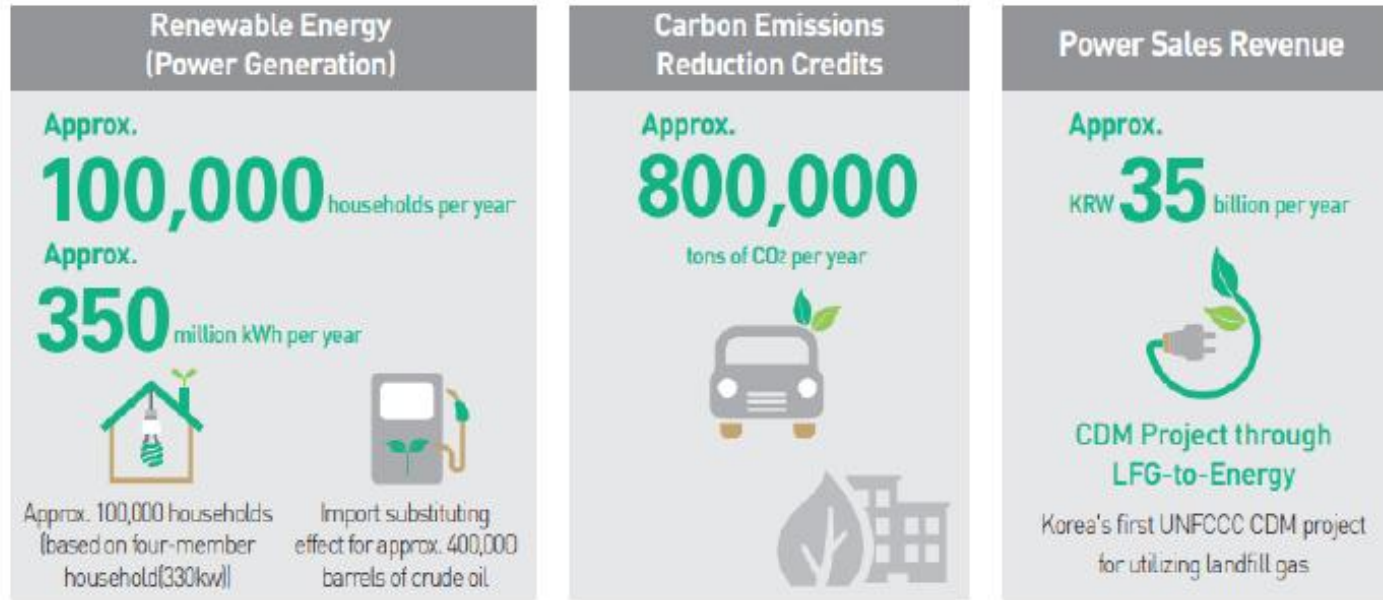 Renewable Energy
(Power Generation)
Approx.
100,000 households per year
Approx.
350 million kWh per year
Approx. 100,000 households
(based on four-member
household(330kw))
Import substituting
effect for approx. 400,000
barrels of crude oil
Carbon Emissions
Reduction Credits
Approx.
800,000
tons of CO2 per year
Power Sales Revenue
Approx.
KRW 35 billion per year
CDM Project through
LFG-to-Energy
Korea's first UNFCCC CDM project
for utilizing landfill gas